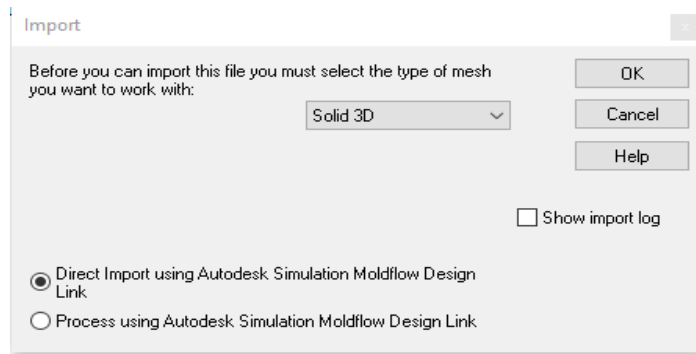 Import
Before you can import this file you must select the type of mesh
you want to work with:
Solid 3D
OK
Cancel
Help
Show import log
Direct Import using Autodesk Simulation Moldflow Design
Link
Process using Autodesk Simulation Moldflow Design Link